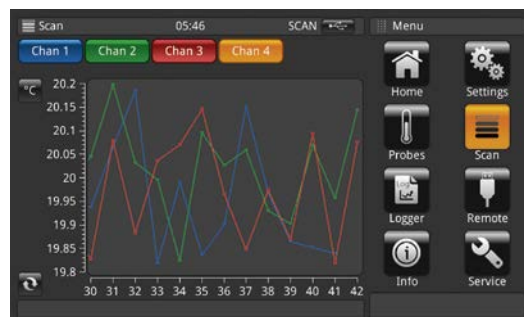 Scan 05:46 SCAN Menu
Chan 1 Chan 2 Chan 3 Chan 4
°C
20.2
20.15
20.1
20.05
20
19.95
19.9
19.85
19.8
30 31 32 33 34 35 36 37 38 39 40 41 42
Home Settings
Probes Scan
Log
Logger Remote
Info Service